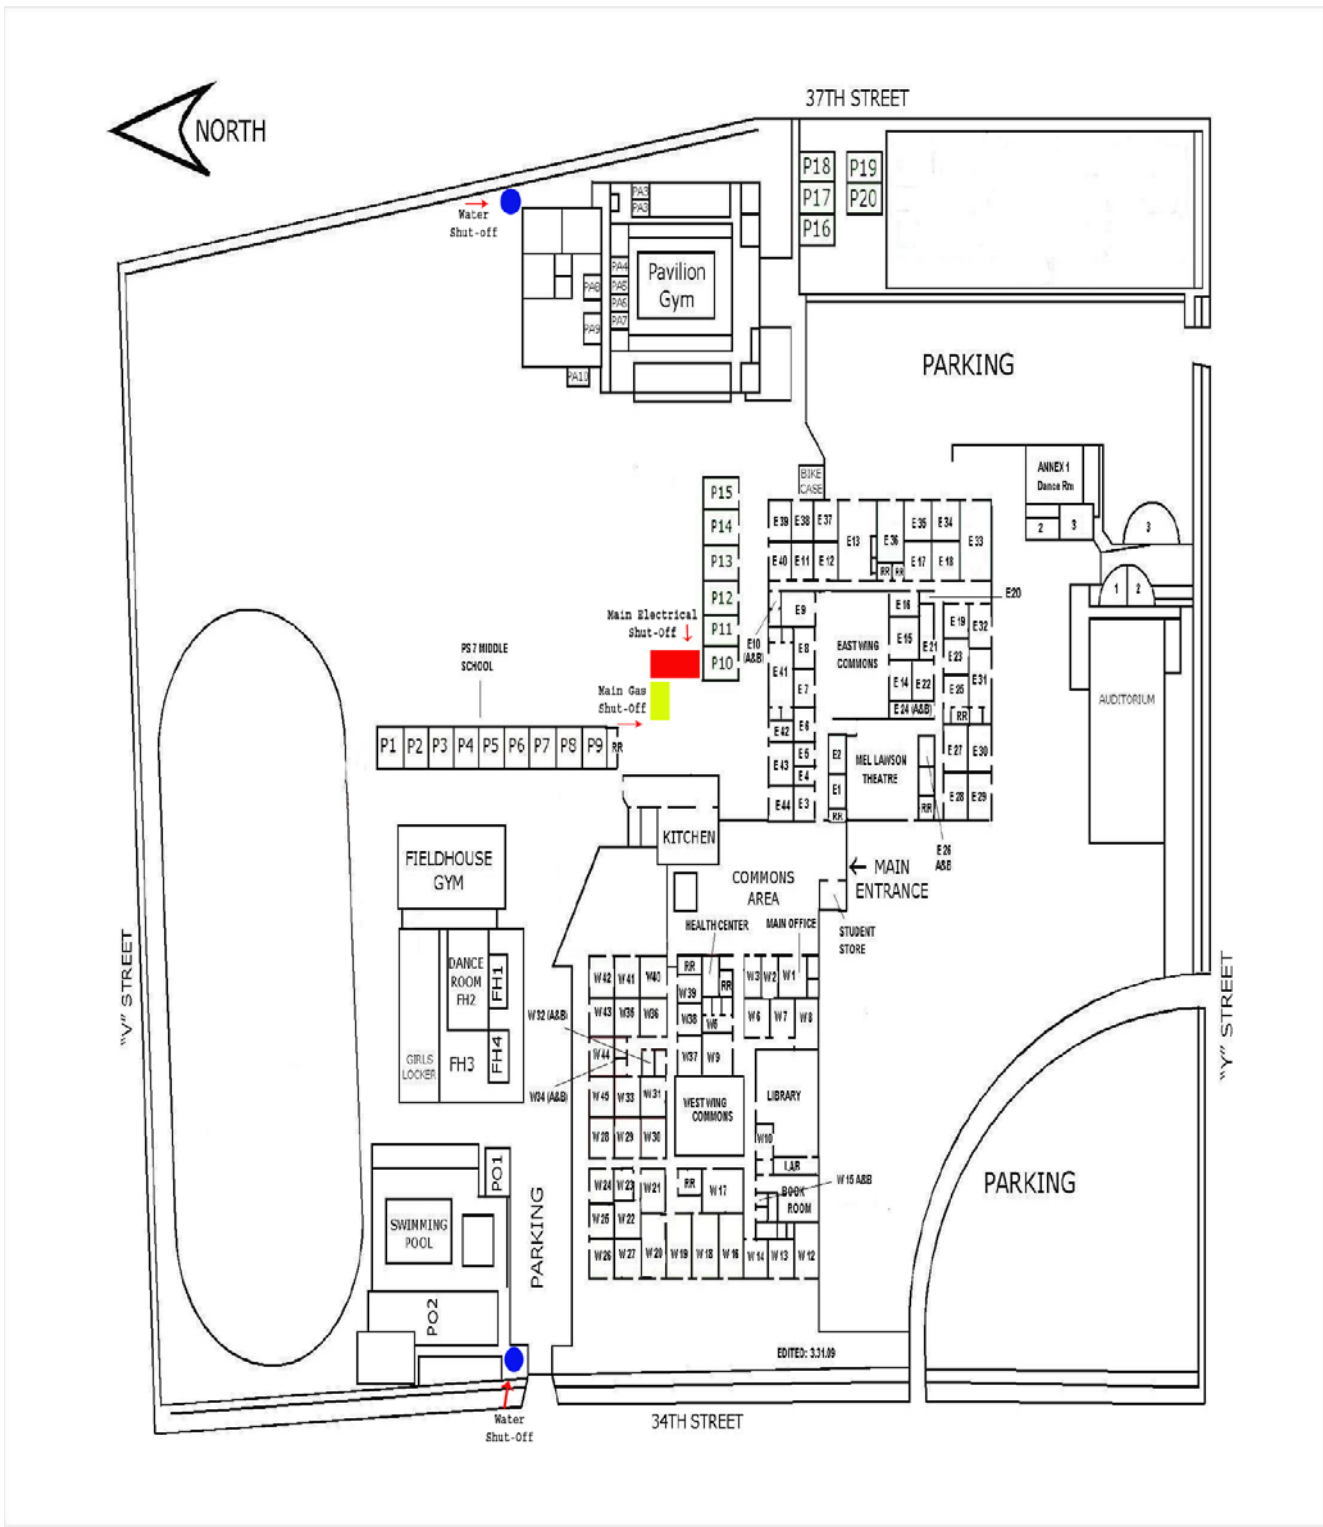 37TH STREET
NORTH
P18
P19
P17
P20
P16
Water
Shut-off
PA3
PA3
PA4
PA5
PA6
PA7
PA8
PA9
PA10
Pavilion
Gym
PARKING
BIKE
CASE
ANNEX 1
Dance Rm
2
3
3
1
2
P15
P14
P13
P12
P11
P10
E39
E38
E37
E13
E36
E35
E34
E33
E40
E11
E12
RR
RR
E17
E18
E20
Main Electrical
Shut-Off
E10
(A&B)
E9
E16
E19
E32
E8
EAST WING
COMMONS
E15
E21
E23
E41
E7
E14
E22
E25
E31
E24 (A&B)
RR
PS7 MIDDLE
SCHOOL
Main Gas
Shut-Off
AUDITORIUM
E42
E6
E43
E5
E4
E44
E3
E2
E1
RR
MEL LAWSON
THEATRE
RR
E27
E30
E28
E29
E26
A&B
P1
P2
P3
P4
P5
P6
P7
P8
P9
RR
KITCHEN
FIELDHOUSE
GYM
COMMONS
AREA
MAIN
ENTRANCE
HEALTH CENTER
MAIN OFFICE
STUDENT
STORE
"V" STREET
"Y" STREET
DANCE
ROOM
FH2
FH1
GIRLS
LOCKER
FH3
FH4
W42
W41
W40
RR
W39
RR
W3
W2
W1
W32 (A&B)
W43
W35
W36
W38
W5
W6
W7
W8
W44
W37
W9
W34 (A&B)
W45
W33
W31
WEST WING
COMMONS
LIBRARY
W28
W29
W30
W10
LAB
PO1
W24
W23
W21
RR
W17
W15 A&B
BOOK
ROOM
W25
W22
W26
W27
W20
W19
W18
W16
W14
W13
W12
SWIMMING
POOL
PARKING
PARKING
PO2
EDITED: 3.31.09
34TH STREET
Water
Shut-Off